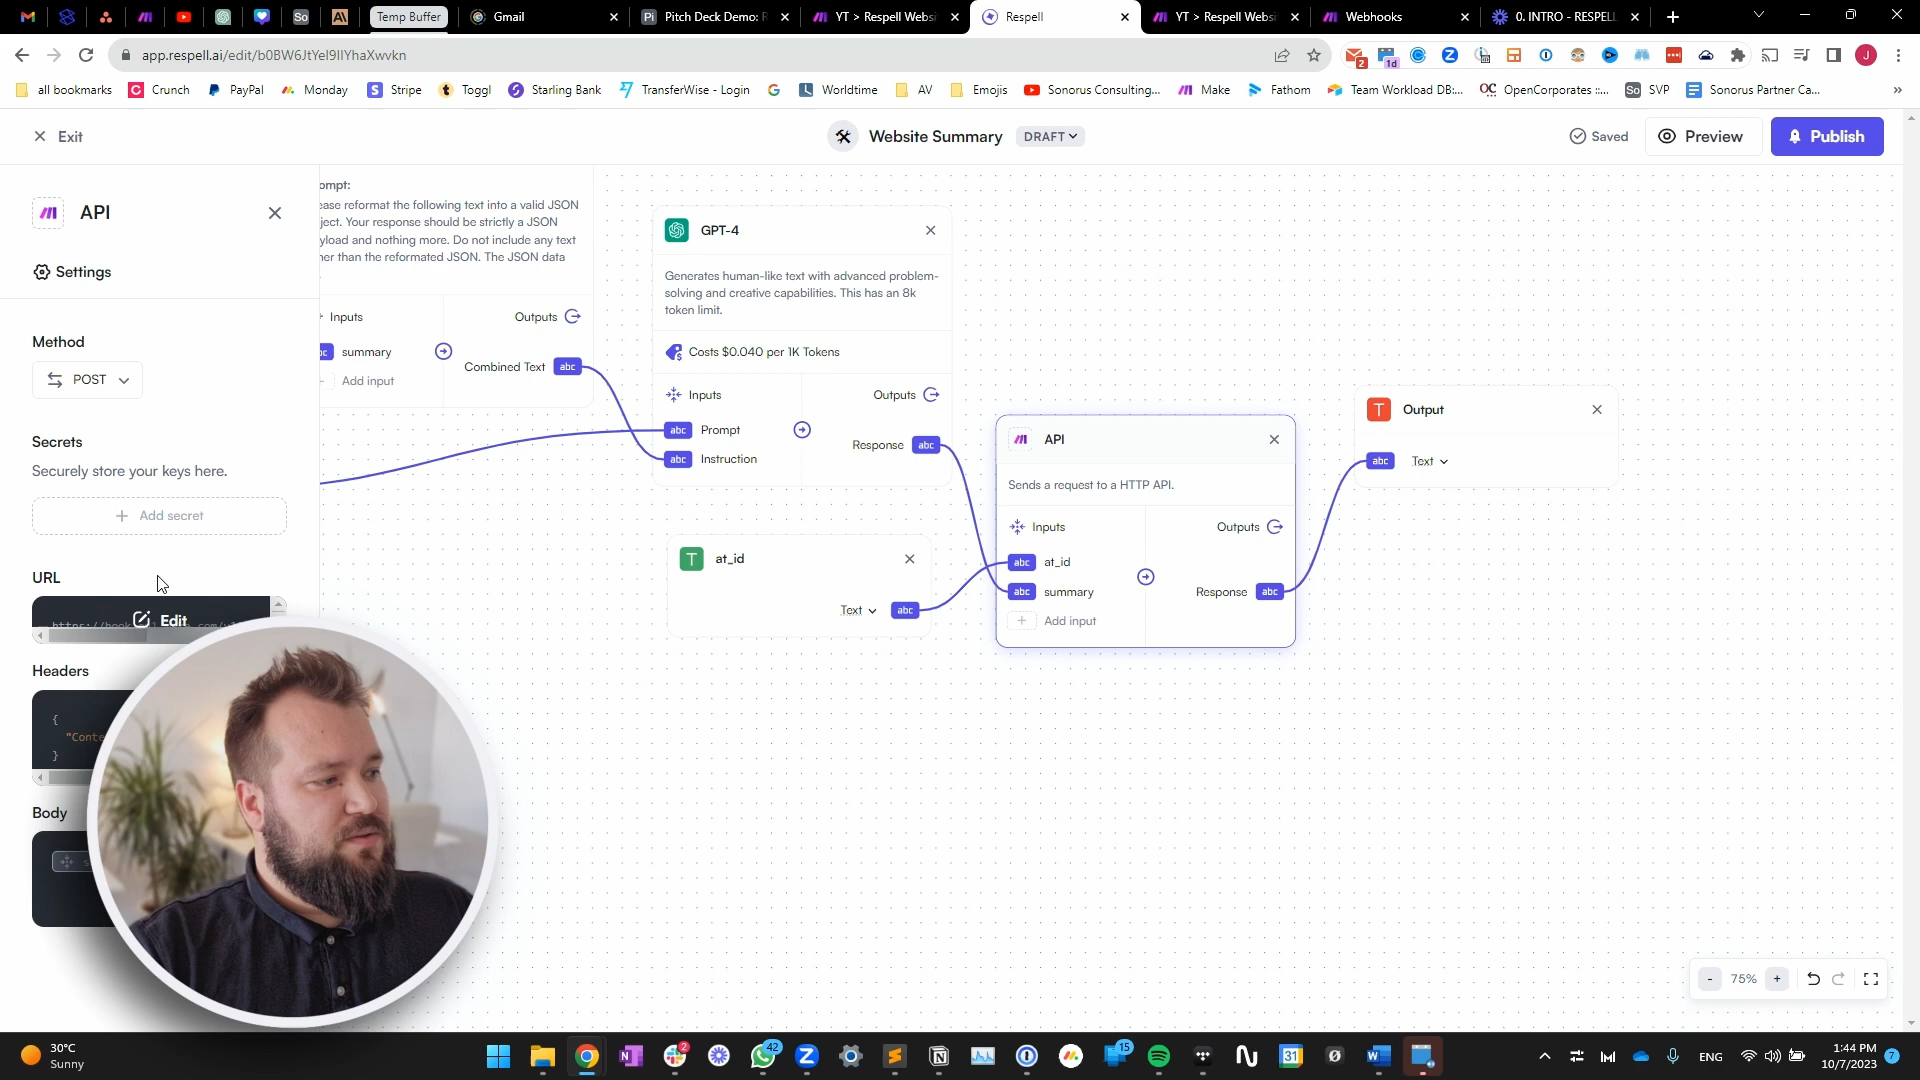 Temp Buffer
Gmail
Pitch Deck Demo: R
YT > Respell Websi
Respell
YT > Respell Websi
Webhooks
0. INTRO - RESPELL
app.respell.ai/edit/b0BW6JtYel9IlYhaXwvkn
all bookmarks
Crunch
PayPal
Monday
Stripe
Toggl
Starling Bank
TransferWise - Login
Worldtime
AV
Emojis
Sonorus Consulting...
Make
Fathom
Team Workload DB:...
OpenCorporates ::...
SVP
Sonorus Partner Ca...
Exit
Website Summary
DRAFT
Saved
Preview
Publish
API
Settings
Method
POST
Secrets
Securely store your keys here.
Add secret
URL
Edit
Headers
{
"Conte
}
Body
ompt:
ease reformat the following text into a valid JSON
ject. Your response should be strictly a JSON
yload and nothing more. Do not include any text
her than the reformated JSON. The JSON data
Inputs
Outputs
summary
Combined Text
abc
Add input
GPT-4
Generates human-like text with advanced problem-
solving and creative capabilities. This has an 8k
token limit.
Costs $0.040 per 1K Tokens
Inputs
Outputs
abc Prompt
abc Instruction
Response abc
at_id
Text
abc
API
Sends a request to a HTTP API.
Inputs
Outputs
abc at_id
abc summary
Add input
Response abc
Output
abc Text
- 75% +
30°C
Sunny
ENG
1:44 PM
10/7/2023